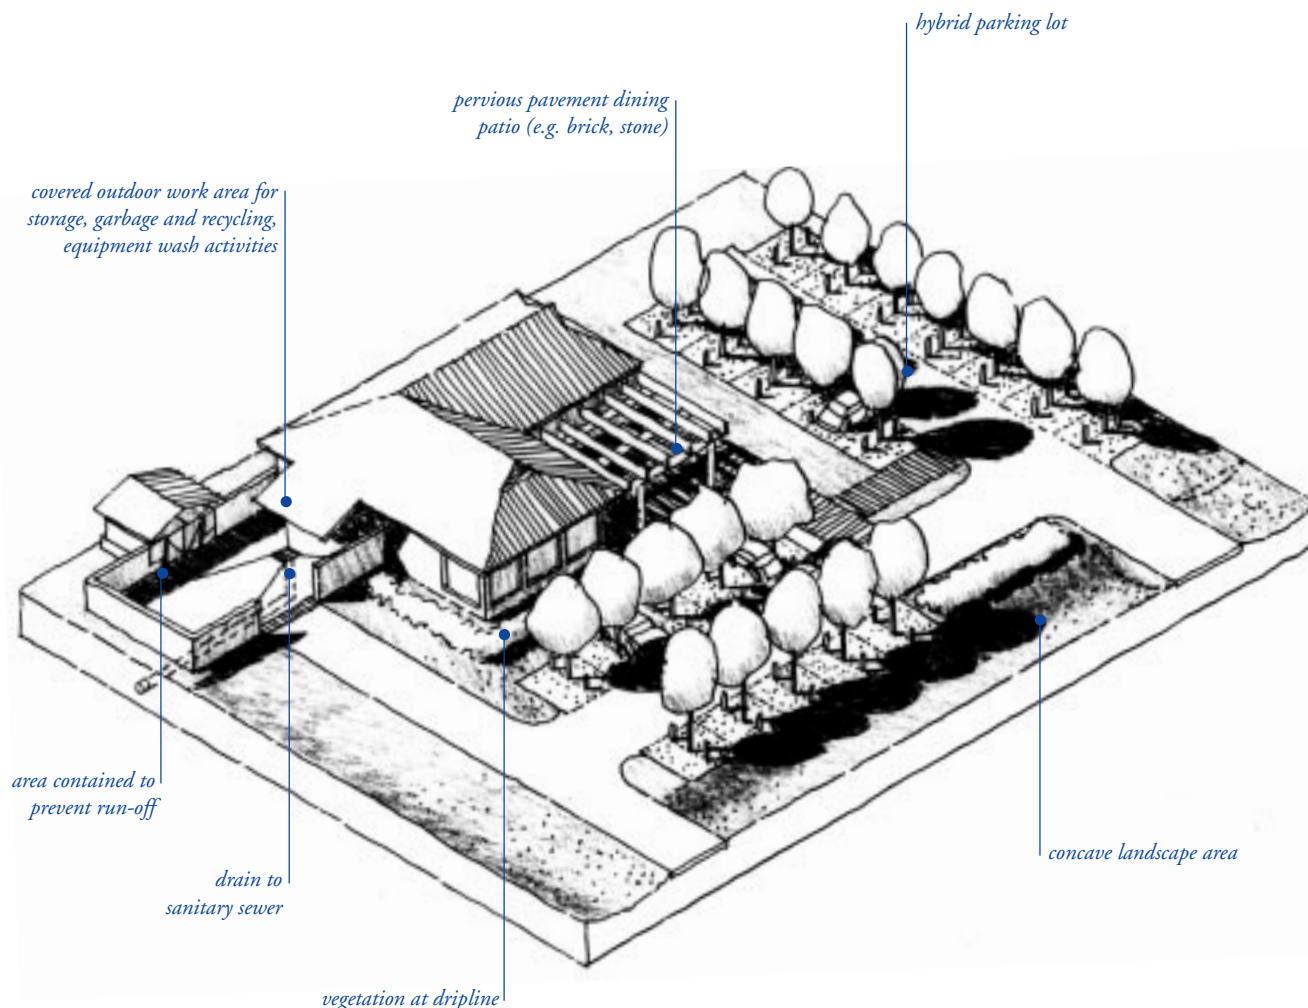 hybrid parking lot
pervious pavement dining
patio (e.g. brick, stone)
covered outdoor work area for
storage, garbage and recycling,
equipment wash activities
area contained to
prevent run-off
drain to
sanitary sewer
concave landscape area
vegetation at dripline